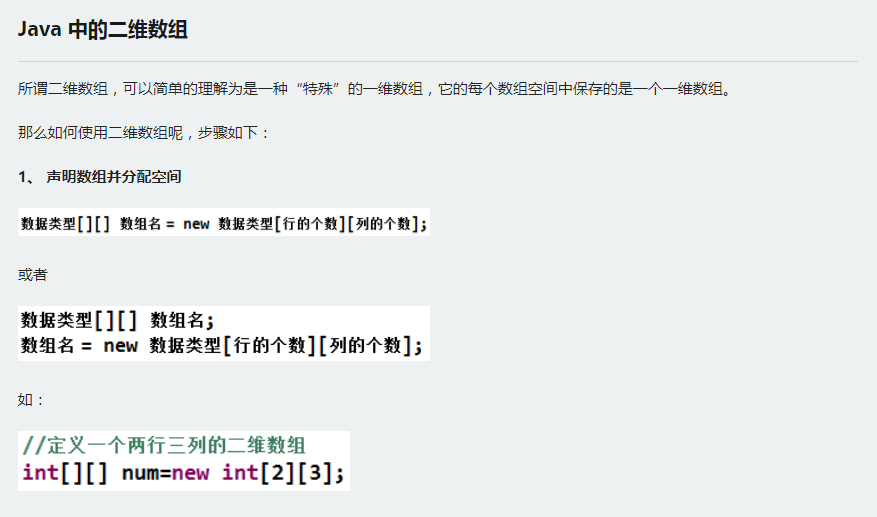 Java 中的二维数组
所谓二维数组，可以简单的理解为是一种“特殊”的一维数组，它的每个数组空间中保存的是一个一维数组。
那么如何使用二维数组呢，步骤如下：
1、 声明数组并分配空间
数据类型[][] 数组名 = new 数据类型[行的个数][列的个数];
或者
数据类型[][] 数组名;
数组名 = new 数据类型[行的个数][列的个数];
如：
//定义一个两行三列的二维数组
int[][] num=new int[2][3];